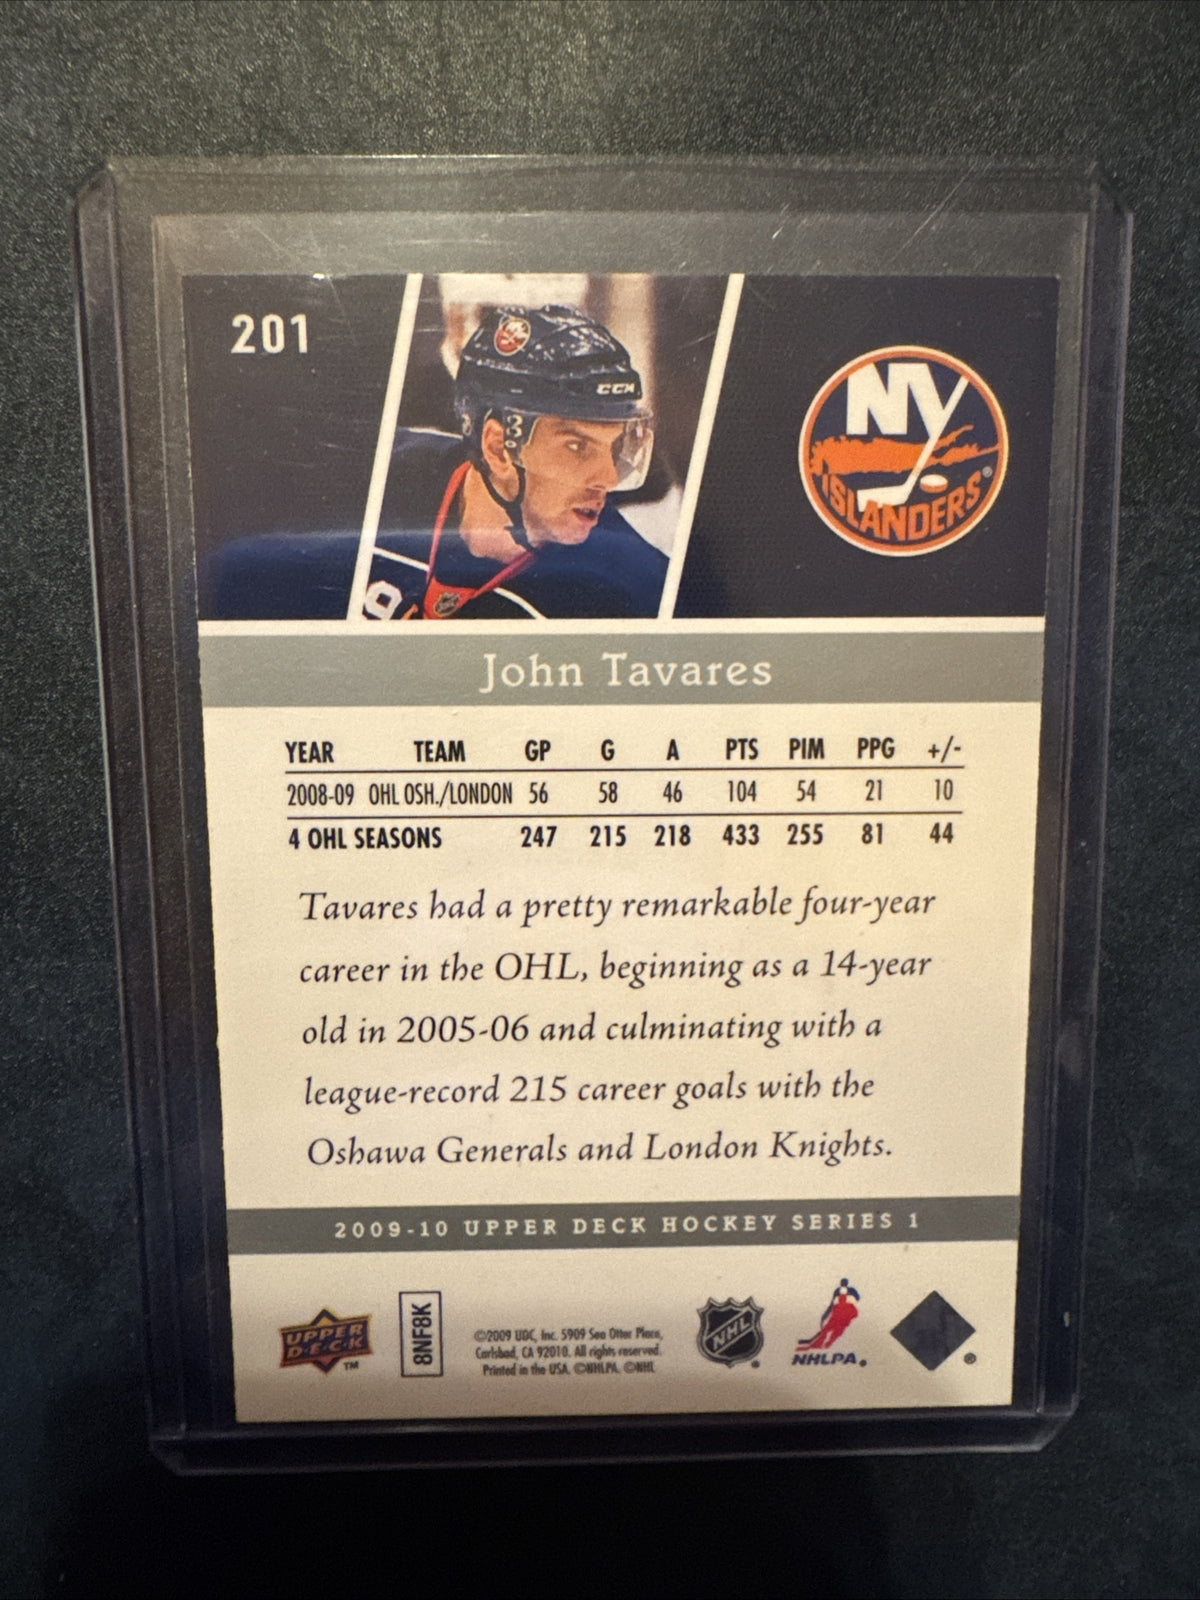 201
CCM
NY
ISLANDERS®
John Tavares
YEAR TEAM GP G A PTS PIM PPG +/-
2008-09 OHL OSH./LONDON 56 58 46 104 54 21 10
4 OHL SEASONS 247 215 218 433 255 81 44
Tavares had a pretty remarkable four-year
career in the OHL, beginning as a 14-year
old in 2005-06 and culminating with a
league-record 215 career goals with the
Oshawa Generals and London Knights.
2009-10 UPPER DECK HOCKEY SERIES 1
UPPER
DECK
TM
8NF8K
©2009 UDC, Inc. 5909 Sea Otter Place,
Carlsbad, CA 92010. All rights reserved.
Printed in the USA. ©NHLPA. ©NHL
NHL
®
NHLPA®
®